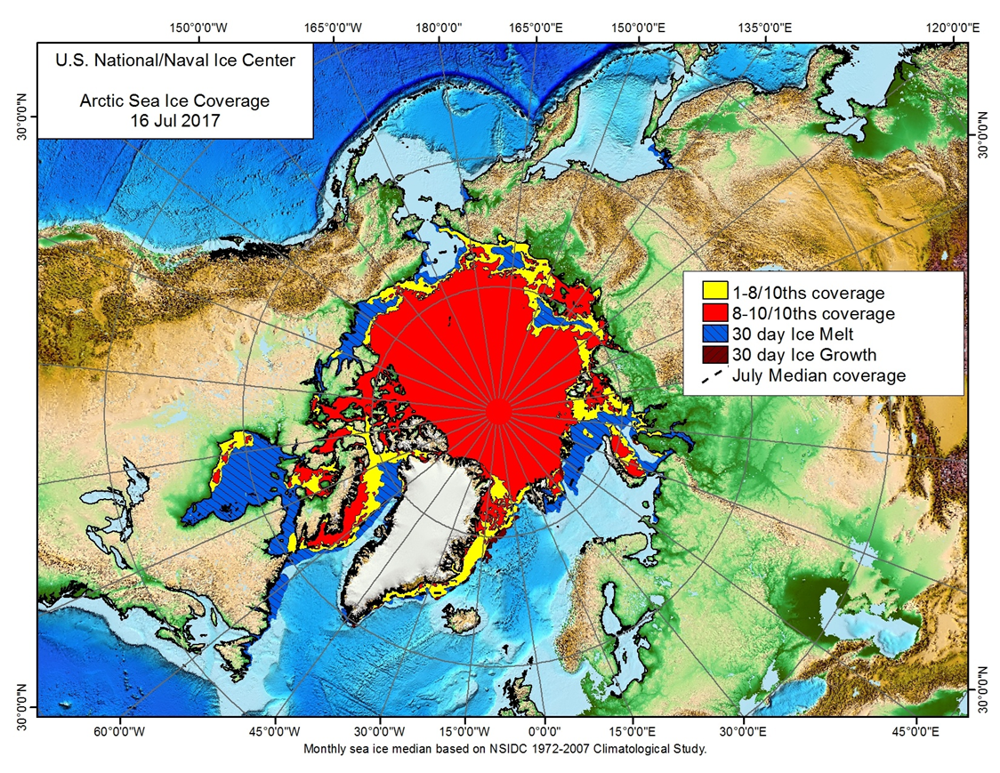 150°0'0"W 165°0'0"W 180°0'0" 165°0'0"E 150°0'0"E 135°0'0"E 120°0'0"E
U.S. National/Naval Ice Center
Arctic Sea Ice Coverage
16 Jul 2017
30°0'0"N
30°0'0"N
1-8/10ths coverage
8-10/10ths coverage
30 day Ice Melt
30 day Ice Growth
July Median coverage
30°0'0"N
30°0'0"N
60°0'0"W 45°0'0"W 30°0'0"W 15°0'0"W 0°0'0" 15°0'0"E 30°0'0"E 45°0'0"E
Monthly sea ice median based on NSIDC 1972-2007 Climatological Study.